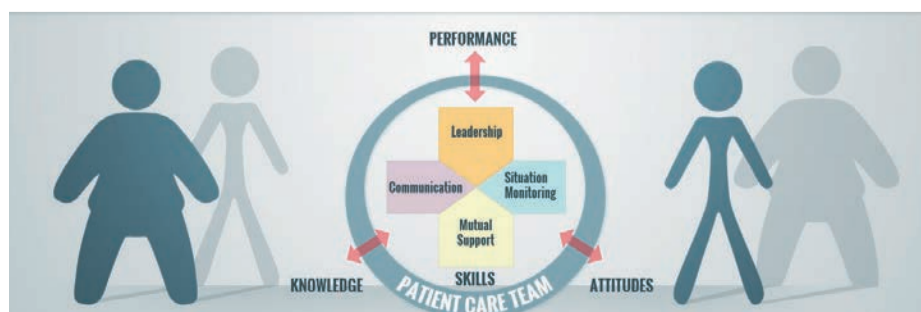 PERFORMANCE
Leadership
Communication
Situation
Monitoring
Mutual
Support
SKILLS
KNOWLEDGE
ATTITUDES
PATIENT CARE TEAM